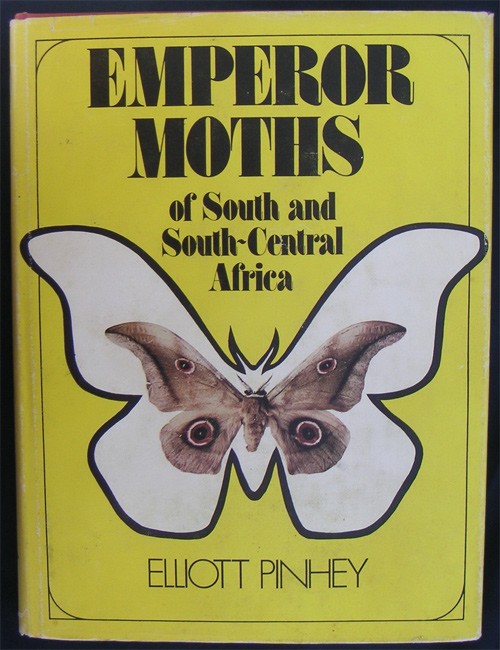 EMPEROR
MOTHS
of South and
South-Central
Africa
ELLIOTT PINHEY